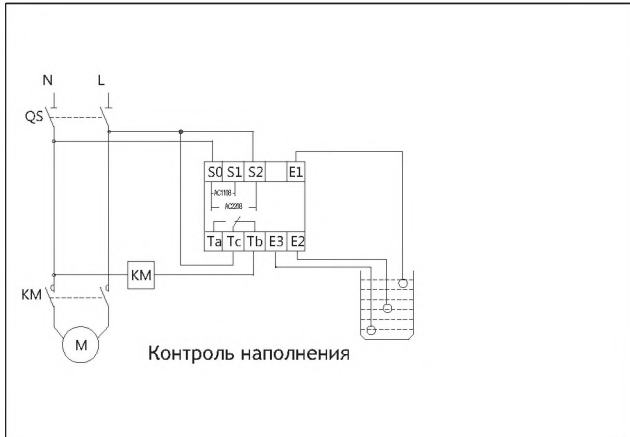 N L
QS
S0 S1 S2 E1
AC110B
AC220B
Ta Tc Tb E3 E2
KM
KM
M
Контроль наполнения